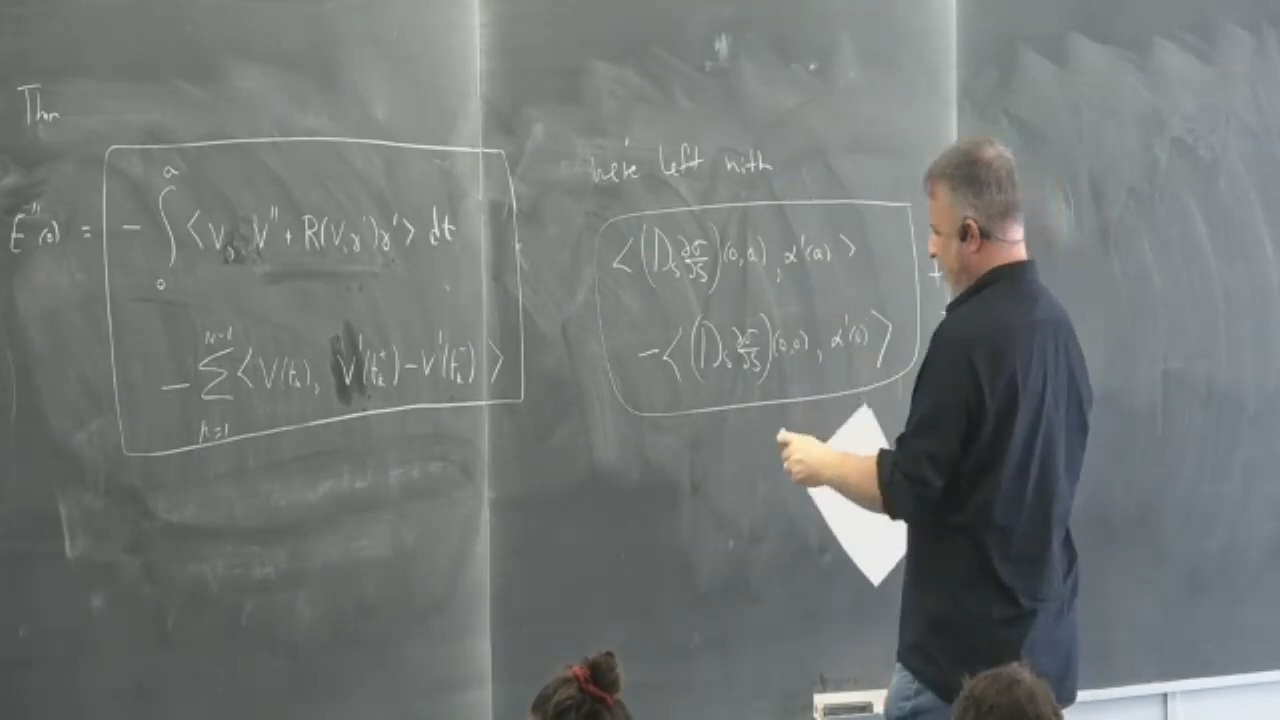 Thm
E''(0) = - ∫₀ᵃ ⟨V, V'' + R(V,γ')γ'⟩ dt
- ∑_{k=1}^{N-1} ⟨V(t_k), V'(t_k⁺) - V'(t_k⁻)⟩
we're left with
⟨(D_s ∂σ/∂s)(0,a), α'(a)⟩ +
- ⟨(D_s ∂σ/∂s)(0,0), α'(0)⟩